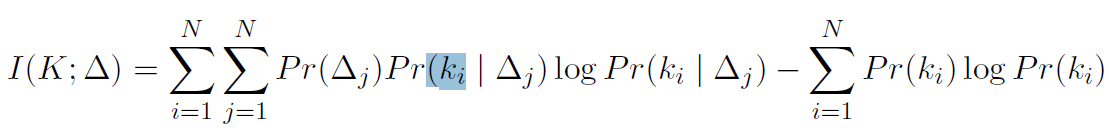 I(K; Δ) = ∑_{i=1}^{N} ∑_{j=1}^{N} Pr(Δ_j)Pr(k_i | Δ_j) log Pr(k_i | Δ_j) − ∑_{i=1}^{N} Pr(k_i) log Pr(k_i)